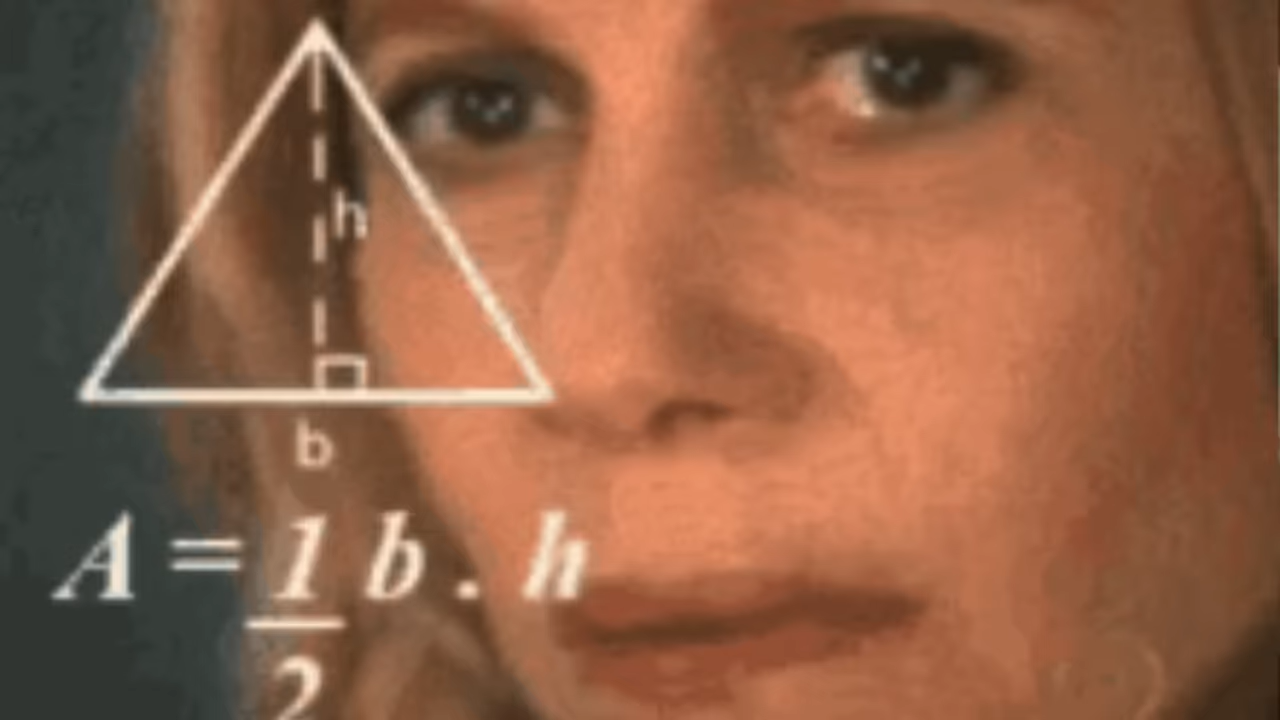 h
b
A = 1/2 b . h